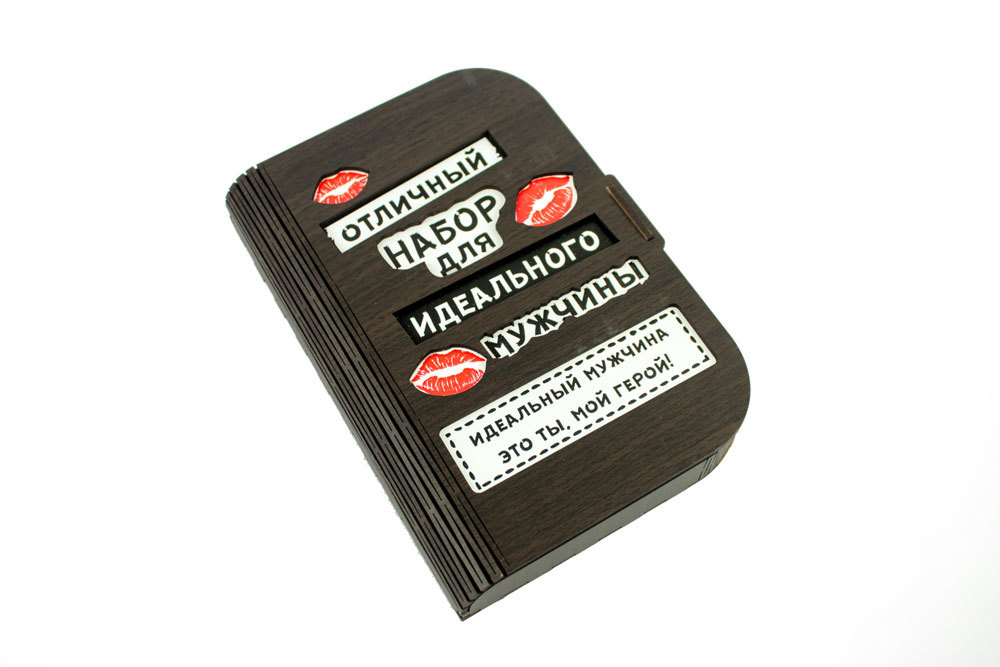 ОТЛИЧНЫЙ
НАБОР
ДЛЯ
ИДЕАЛЬНОГО
МУЖЧИНЫ
ИДЕАЛЬНЫЙ МУЖЧИНА
ЭТО ТЫ, МОЙ ГЕРОЙ!